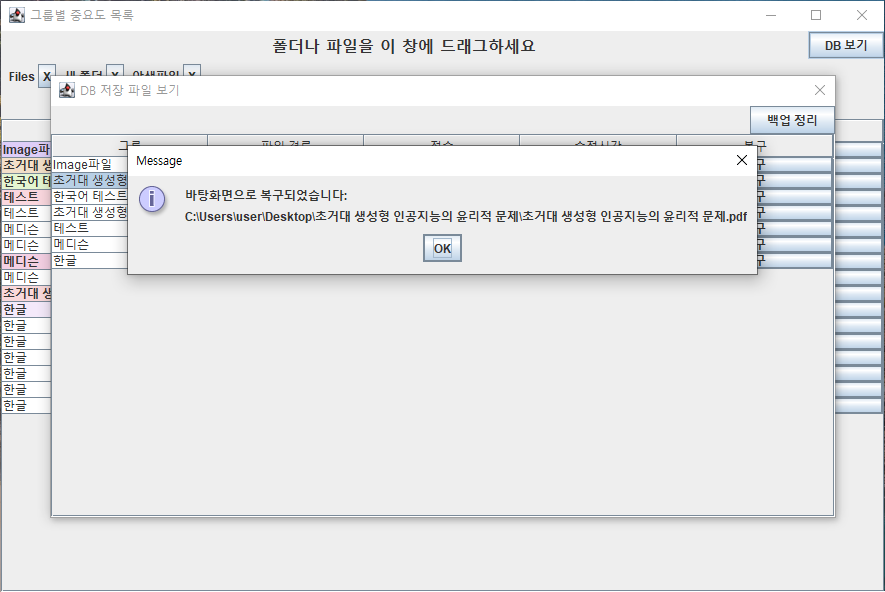 그룹별 중요도 목록
폴더나 파일을 이 창에 드래그하세요
DB 보기
Files X 새 폴더 X X
DB 저장 파일 보기
백업 정리
그룹 파일 경로 점수 수정시간 복구
Message
바탕화면으로 복구되었습니다:
C:\Users\user\Desktop\초거대 생성형 인공지능의 윤리적 문제\초거대 생성형 인공지능의 윤리적 문제.pdf
OK
Image파일
초거대 생성형
한국어 테스트
초거대 생성형
테스트
메디슨
한글
Image파
초거대 생
한국어 테
테스트
테스트
메디슨
메디슨
메디슨
메디슨
초거대 생
한글
한글
한글
한글
한글
한글
한글